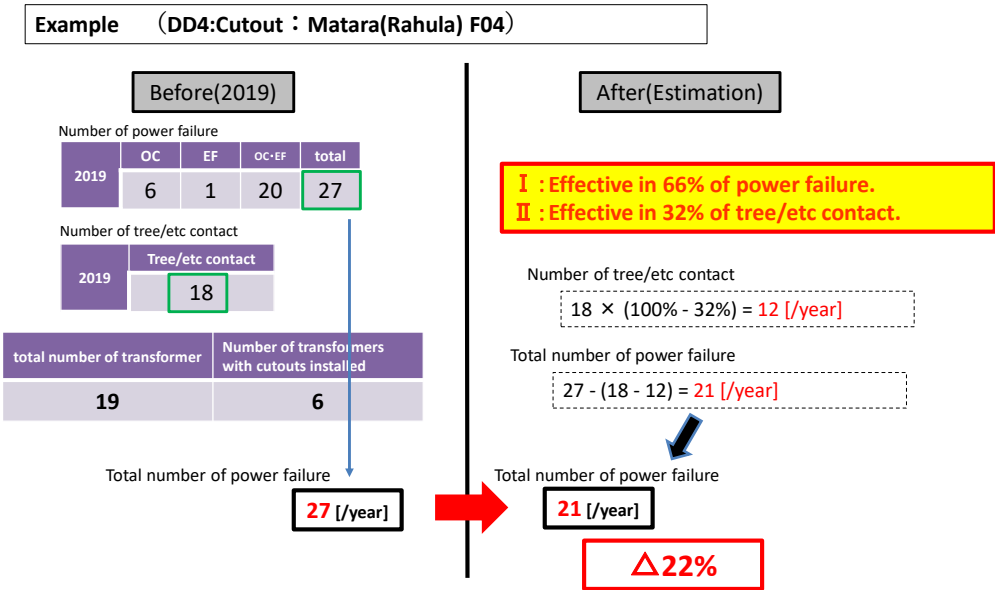 Example （DD4:Cutout：Matara(Rahula) F04）
Before(2019)
Number of power failure
2019 OC EF OC・EF total
6 1 20 27
Number of tree/etc contact
2019 Tree/etc contact
18
total number of transformer Number of transformers with cutouts installed
19 6
Total number of power failure
27 [/year]
After(Estimation)
Ⅰ：Effective in 66% of power failure.
Ⅱ：Effective in 32% of tree/etc contact.
Number of tree/etc contact
18 × (100% - 32%) = 12 [/year]
Total number of power failure
27 - (18 - 12) = 21 [/year]
Total number of power failure
21 [/year]
△22%